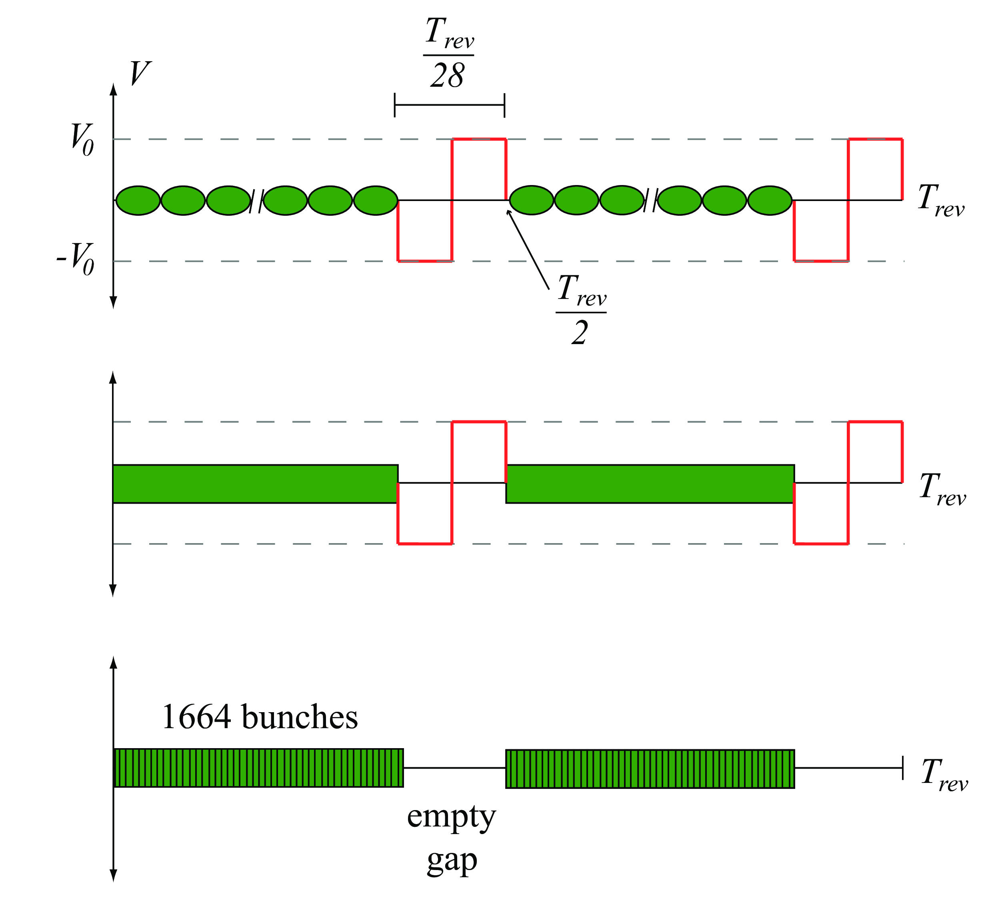 T_rev
28
V
V_0
T_rev
-V_0
T_rev
2
T_rev
1664 bunches
T_rev
empty
gap